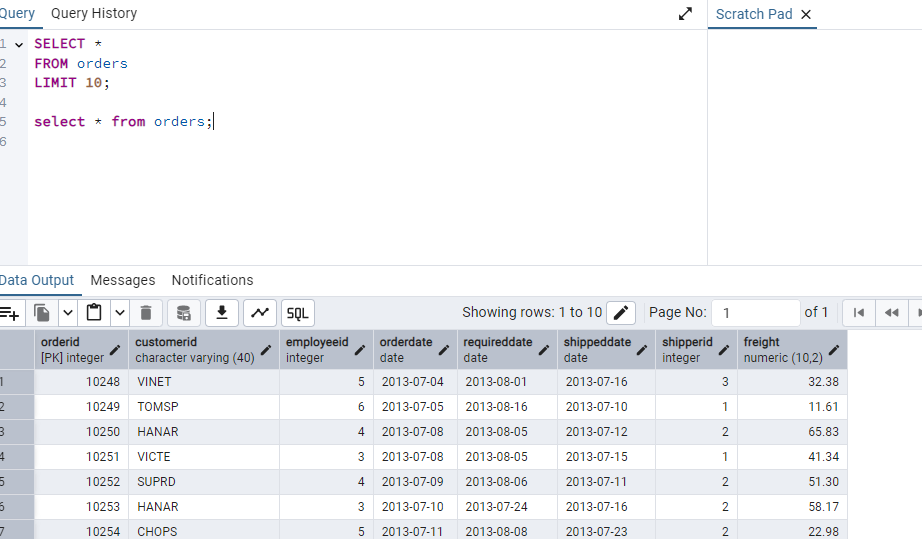 Query Query History Scratch Pad
1 SELECT *
2 FROM orders
3 LIMIT 10;
4
5 select * from orders;
6
Data Output Messages Notifications
SQL Showing rows: 1 to 10 Page No: 1 of 1
orderid customerid employeeid orderdate requireddate shippeddate shipperid freight
[PK] integer character varying (40) integer date date date integer numeric (10,2)
1 10248 VINET 5 2013-07-04 2013-08-01 2013-07-16 3 32.38
2 10249 TOMSP 6 2013-07-05 2013-08-16 2013-07-10 1 11.61
3 10250 HANAR 4 2013-07-08 2013-08-05 2013-07-12 2 65.83
4 10251 VICTE 3 2013-07-08 2013-08-05 2013-07-15 1 41.34
5 10252 SUPRD 4 2013-07-09 2013-08-06 2013-07-11 2 51.30
6 10253 HANAR 3 2013-07-10 2013-07-24 2013-07-16 2 58.17
7 10254 CHOPS 5 2013-07-11 2013-08-08 2013-07-23 2 22.98